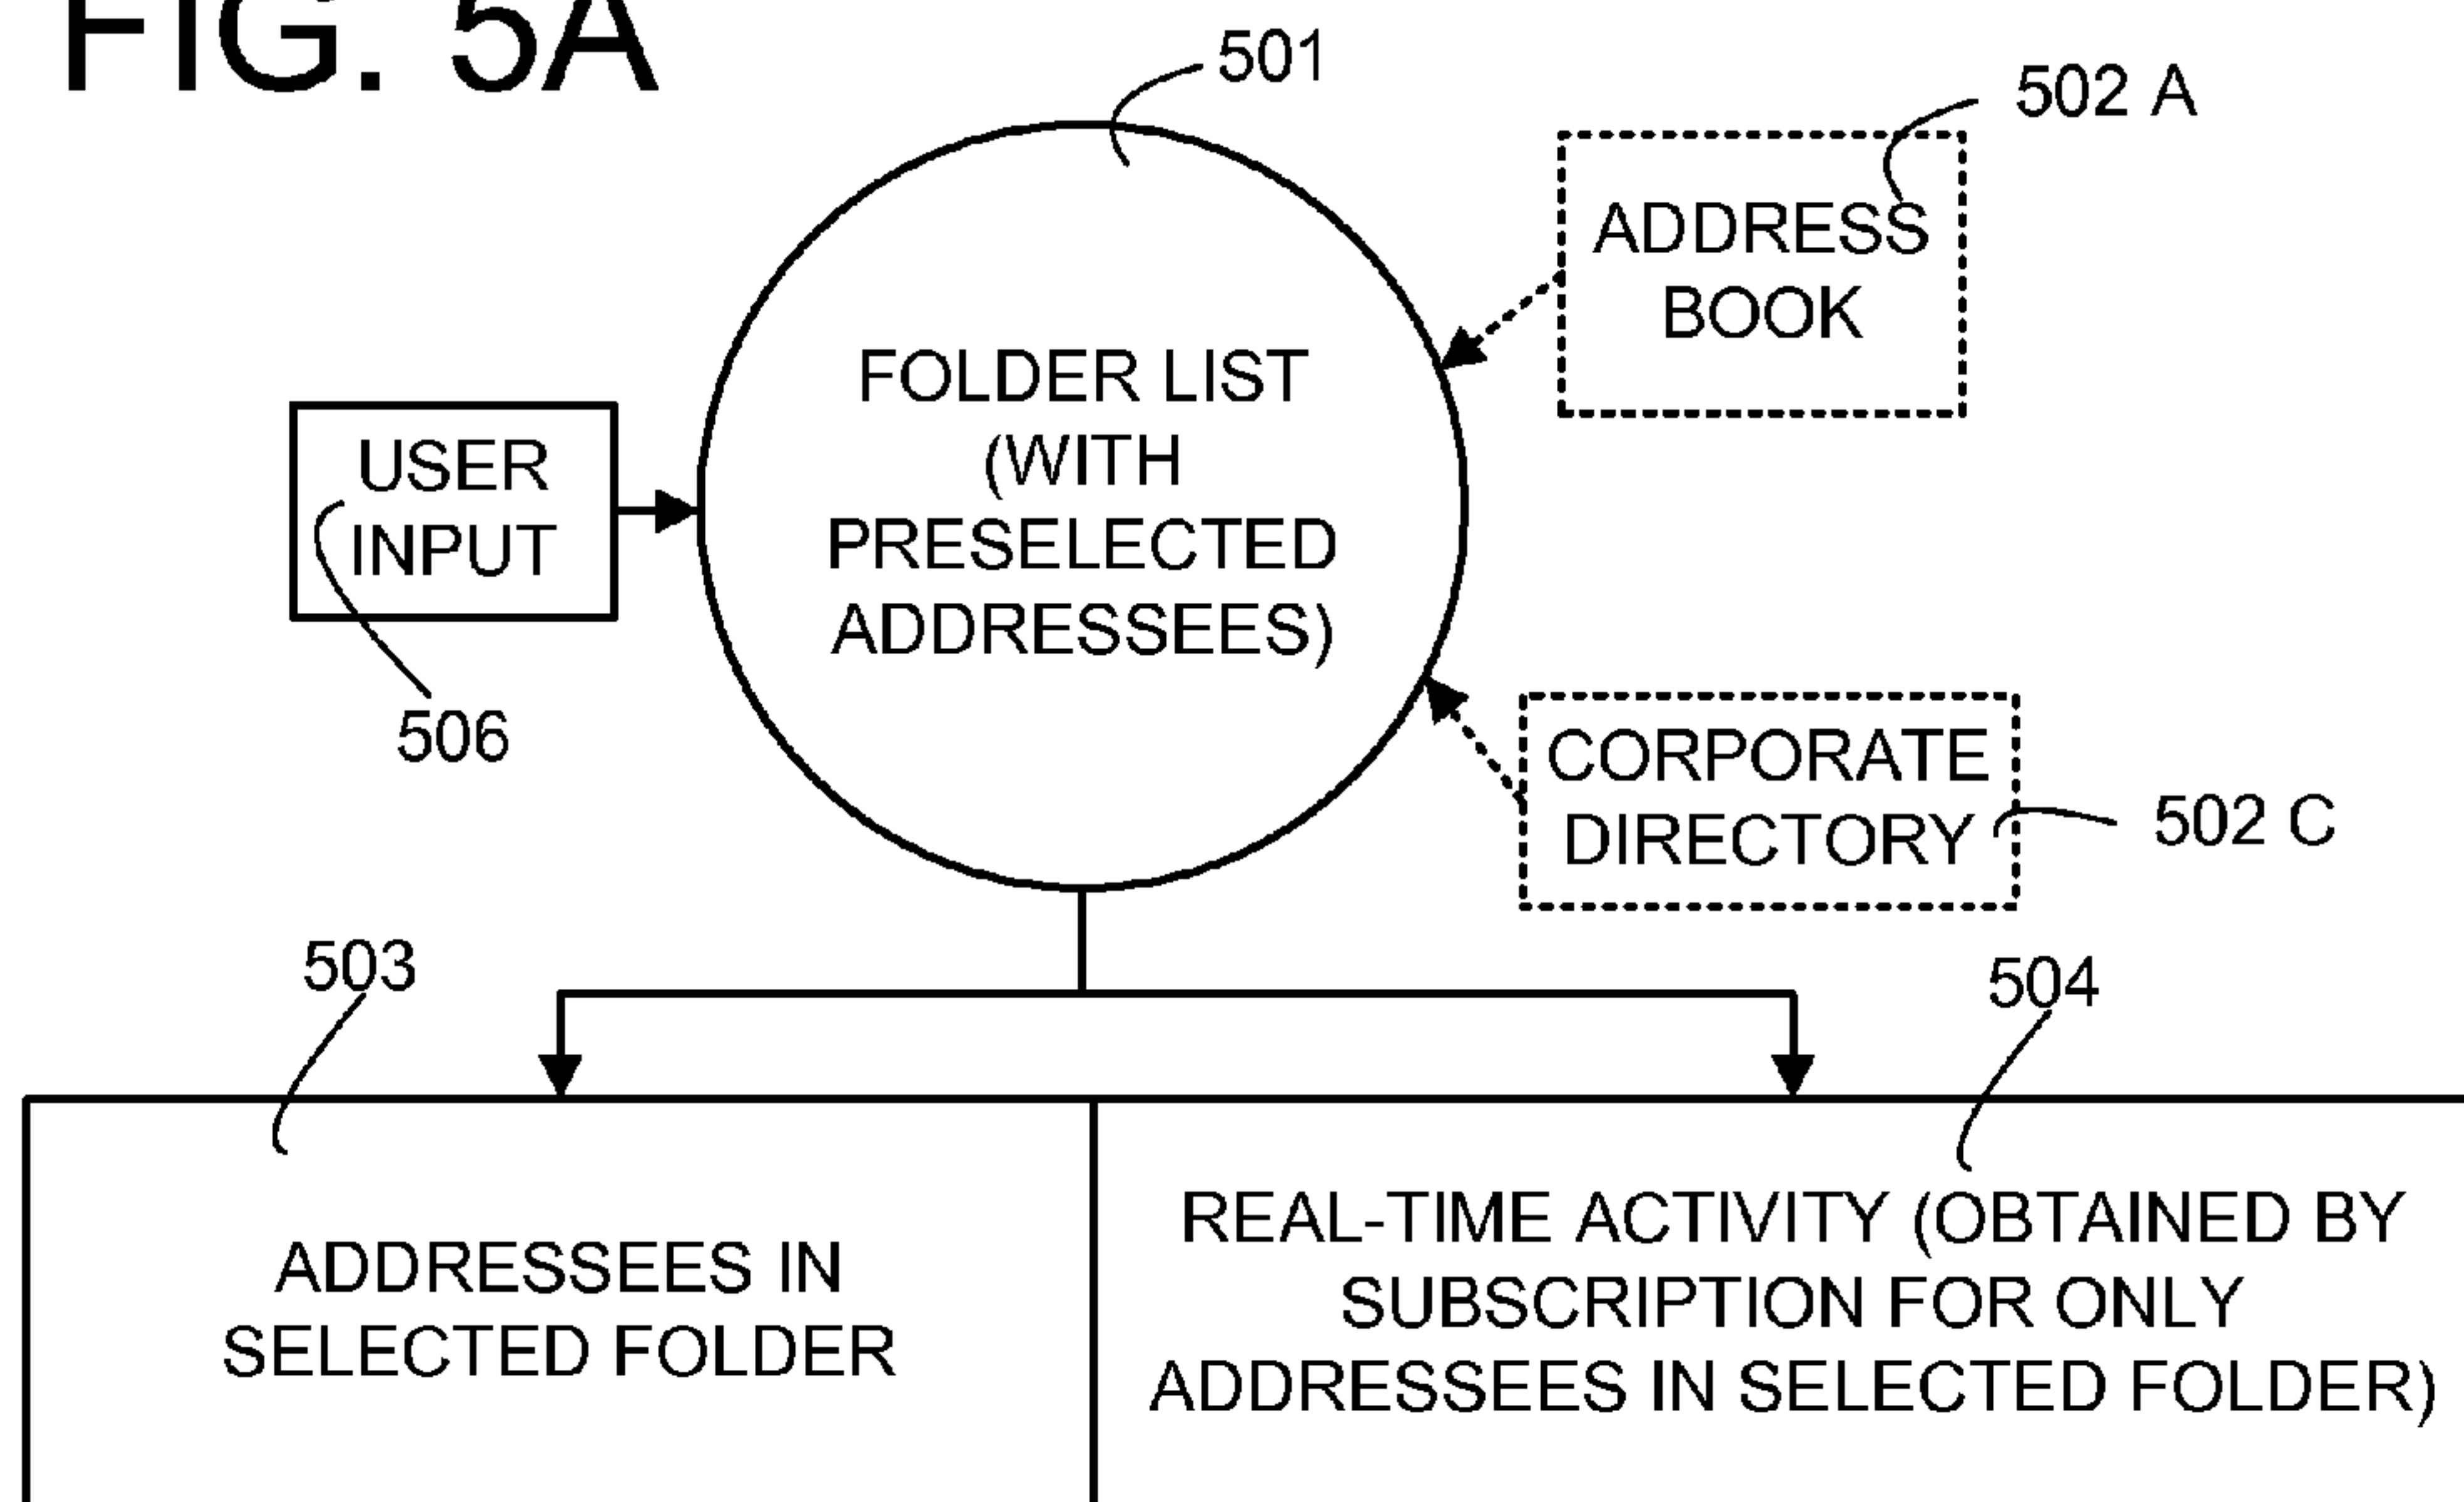 FIG. 5A
501
502 A
ADDRESS
BOOK
FOLDER LIST
(WITH
PRESELECTED
ADDRESSEES)
USER
INPUT
506
CORPORATE
DIRECTORY
502 C
503
504
ADDRESSEES IN
SELECTED FOLDER
REAL-TIME ACTIVITY (OBTAINED BY
SUBSCRIPTION FOR ONLY
ADDRESSEES IN SELECTED FOLDER)